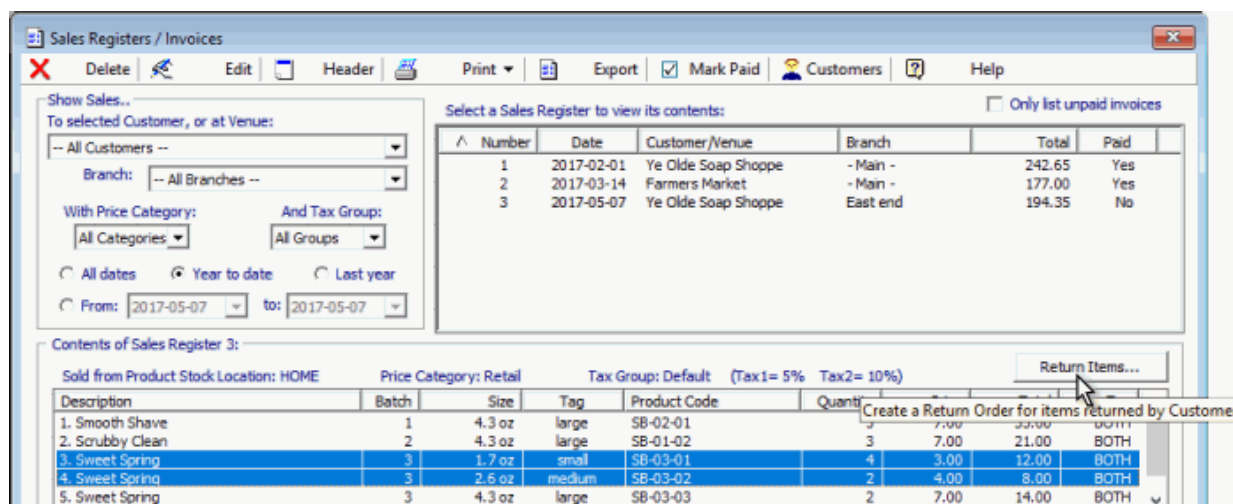 Sales Registers / Invoices
Delete Edit Header Print Export Mark Paid Customers Help
Show Sales..
To selected Customer, or at Venue:
-- All Customers --
Branch: -- All Branches --
With Price Category: And Tax Group:
All Categories All Groups
All dates Year to date Last year
From: 2017-05-07 to: 2017-05-07
Select a Sales Register to view its contents: Only list unpaid invoices
Number Date Customer/Venue Branch Total Paid
1 2017-02-01 Ye Olde Soap Shoppe - Main - 242.65 Yes
2 2017-03-14 Farmers Market - Main - 177.00 Yes
3 2017-05-07 Ye Olde Soap Shoppe East end 194.35 No
Contents of Sales Register 3:
Return Items...
Sold from Product Stock Location: HOME Price Category: Retail Tax Group: Default (Tax1= 5% Tax2= 10%)
Description Batch Size Tag Product Code
Create a Return Order for items returned by Custome
1. Smooth Shave 1 4.3 oz large SB-02-01 7.00 BOTH
2. Scrubby Clean 2 4.3 oz large SB-01-02 3 7.00 21.00 BOTH
3. Sweet Spring 3 1.7 oz small SB-03-01 4 3.00 12.00 BOTH
4. Sweet Spring 3 2.6 oz medium SB-03-02 2 4.00 8.00 BOTH
5. Sweet Spring 3 4.3 oz large SB-03-03 2 7.00 14.00 BOTH